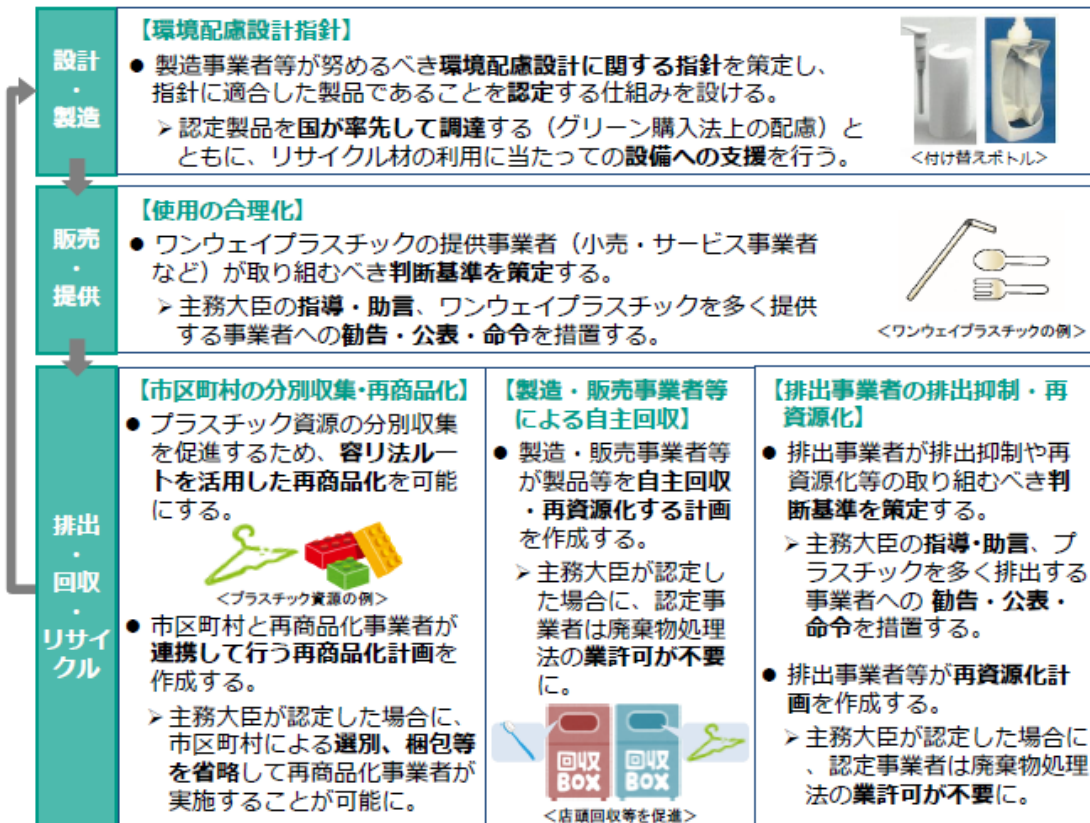 設計
・
製造
【環境配慮設計指針】
● 製造事業者等が努めるべき環境配慮設計に関する指針を策定し、
指針に適合した製品であることを認定する仕組みを設ける。
➢ 認定製品を国が率先して調達する（グリーン購入法上の配慮）と
ともに、リサイクル材の利用に当たっての設備への支援を行う。
＜付け替えボトル＞
販売
・
提供
【使用の合理化】
● ワンウェイプラスチックの提供事業者（小売・サービス事業者
など）が取り組むべき判断基準を策定する。
➢ 主務大臣の指導・助言、ワンウェイプラスチックを多く提供
する事業者への勧告・公表・命令を措置する。
＜ワンウェイプラスチックの例＞
排出
・
回収
・
リサイ
クル
【市区町村の分別収集・再商品化】
● プラスチック資源の分別収集
を促進するため、容リ法ルー
トを活用した再商品化を可能
にする。
＜プラスチック資源の例＞
● 市区町村と再商品化事業者が
連携して行う再商品化計画を
作成する。
➢ 主務大臣が認定した場合に、
市区町村による選別、梱包等
を省略して再商品化事業者が
実施することが可能に。
【製造・販売事業者等
による自主回収】
● 製造・販売事業者等
が製品等を自主回収
・再資源化する計画
を作成する。
➢ 主務大臣が認定し
た場合に、認定事
業者は廃棄物処理
法の業許可が不要
に。
回収
BOX
回収
BOX
＜店頭回収等を促進＞
【排出事業者の排出抑制・再
資源化】
● 排出事業者が排出抑制や再
資源化等の取り組むべき判
断基準を策定する。
➢ 主務大臣の指導・助言、プ
ラスチックを多く排出する
事業者への 勧告・公表・
命令を措置する。
● 排出事業者等が再資源化計
画を作成する。
➢ 主務大臣が認定した場合に
、認定事業者は廃棄物処理
法の業許可が不要に。